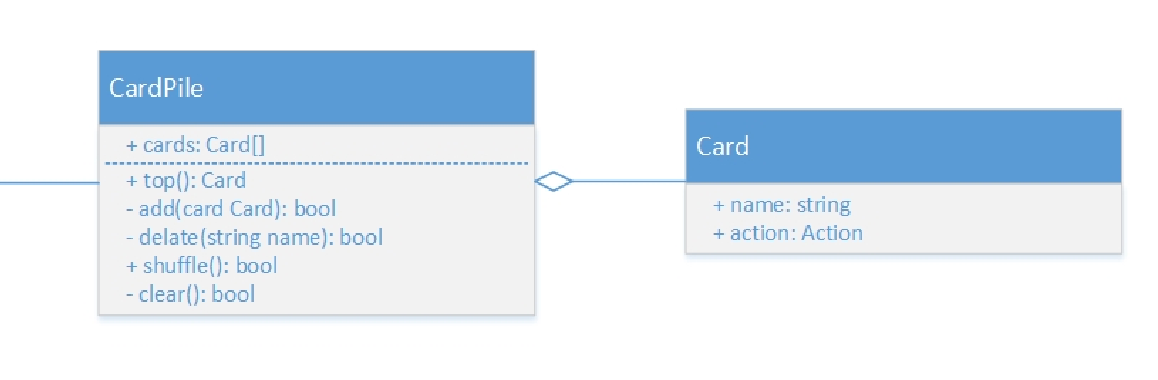 CardPile
+ cards: Card[]
+ top(): Card
- add(card Card): bool
- delate(string name): bool
+ shuffle(): bool
- clear(): bool
Card
+ name: string
+ action: Action